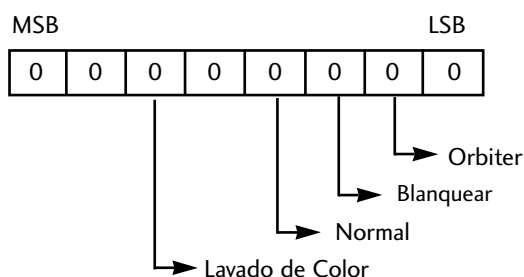 MSB LSB
0 0 0 0 0 0 0 0
Orbiter
Blanquear
Normal
Lavado de Color